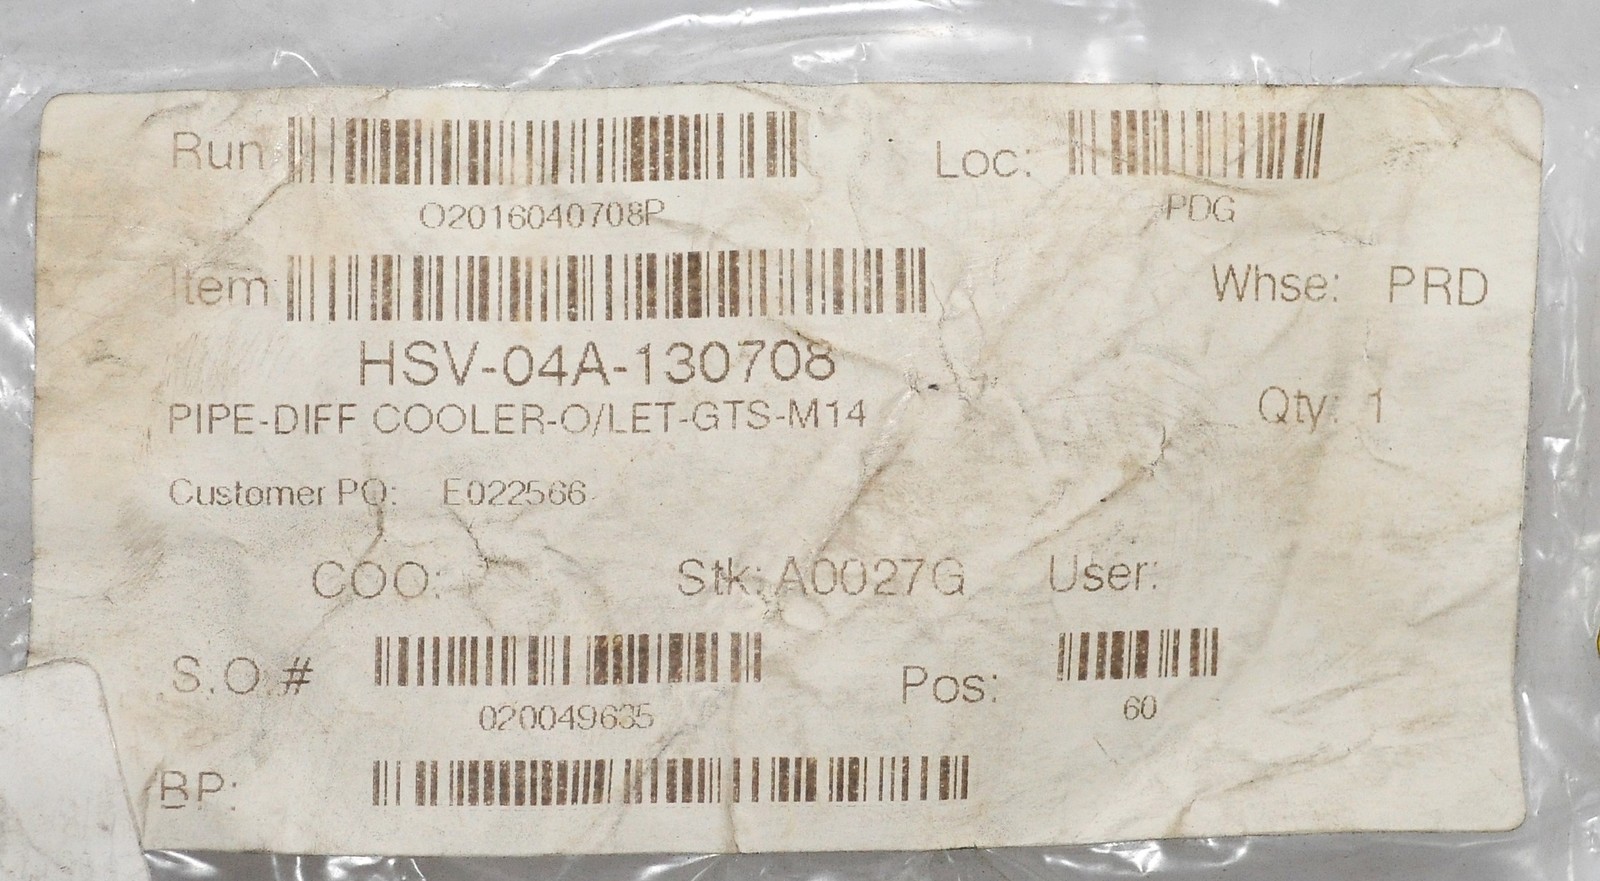 Run
O2016040708P
Loc:
PDG
Item
HSV-04A-130708
Whse: PRD
PIPE-DIFF COOLER-O/LET-GTS-M14
Qty: 1
Customer PO: E022566
COO:
Stk: A0027G
User:
S.O.#
020049635
Pos:
60
BP: